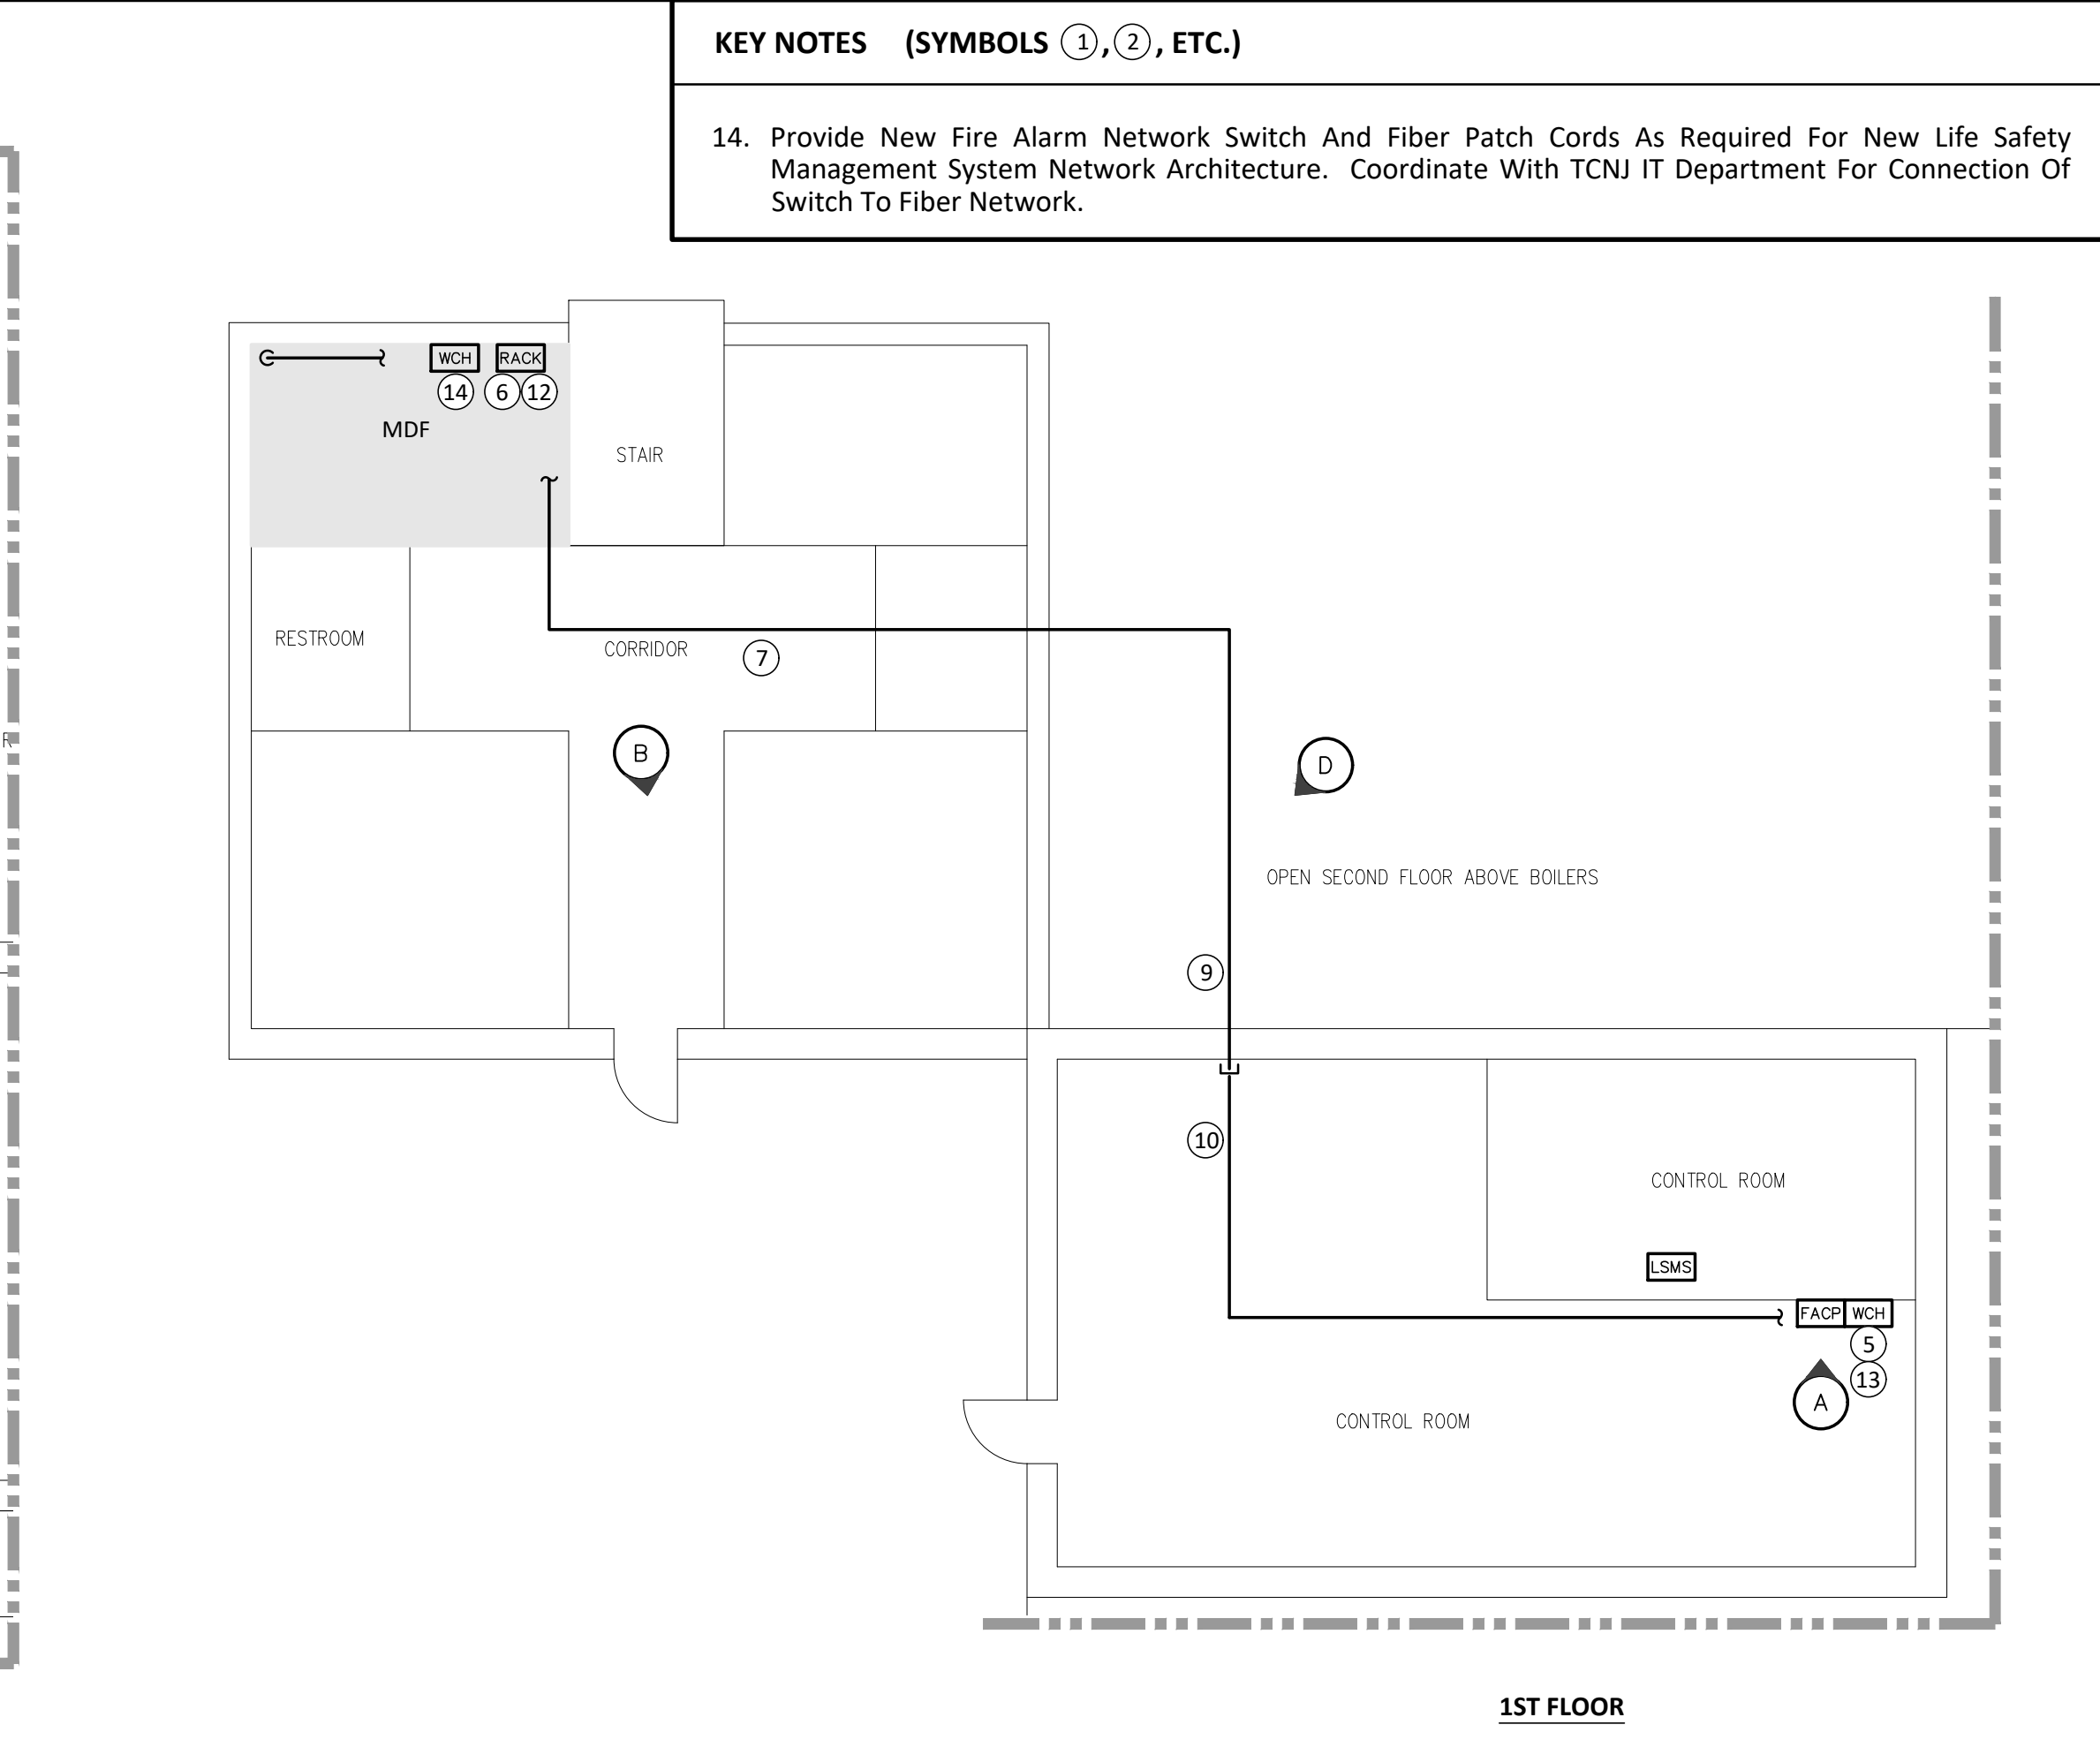 KEY NOTES (SYMBOLS 1, 2, ETC.)
14. Provide New Fire Alarm Network Switch And Fiber Patch Cords As Required For New Life Safety
Management System Network Architecture. Coordinate With TCNJ IT Department For Connection Of
Switch To Fiber Network.
WCH RACK
14 6 12
MDF
STAIR
RESTROOM
CORRIDOR
7
R
B
D
OPEN SECOND FLOOR ABOVE BOILERS
9
10
CONTROL ROOM
LSMS
FACP WCH
5
13
A
CONTROL ROOM
1ST FLOOR